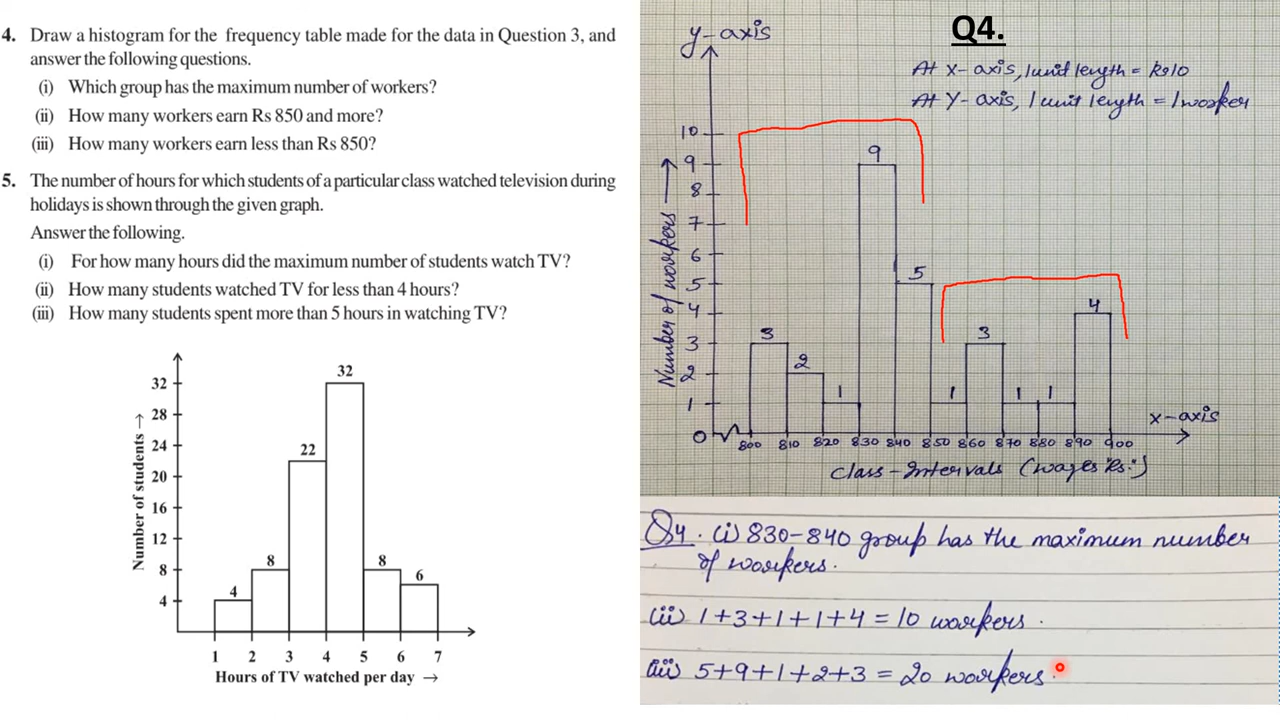 4. Draw a histogram for the frequency table made for the data in Question 3, and
answer the following questions.
(i) Which group has the maximum number of workers?
(ii) How many workers earn Rs 850 and more?
(iii) How many workers earn less than Rs 850?
5. The number of hours for which students of a particular class watched television during
holidays is shown through the given graph.
Answer the following.
(i) For how many hours did the maximum number of students watch TV?
(ii) How many students watched TV for less than 4 hours?
(iii) How many students spent more than 5 hours in watching TV?
32
28
24
20
16
12
8
4
Number of students →
4
8
22
32
8
6
1 2 3 4 5 6 7
Hours of TV watched per day →
Q4.
y-axis
At x-axis, 1unit length = Rs10
At Y-axis, 1 unit length = 1worker
10
9
8
7
6
5
4
3
2
1
0
Number of workers →
3
2
1
9
5
1
3
1
1
4
x-axis
800 810 820 830 840 850 860 870 880 890 900
Class-Intervals (wages Rs.)
Q4. (i) 830-840 group has the maximum number
of workers.
(ii) 1+3+1+1+4 = 10 workers.
(iii) 5+9+1+2+3 = 20 workers.